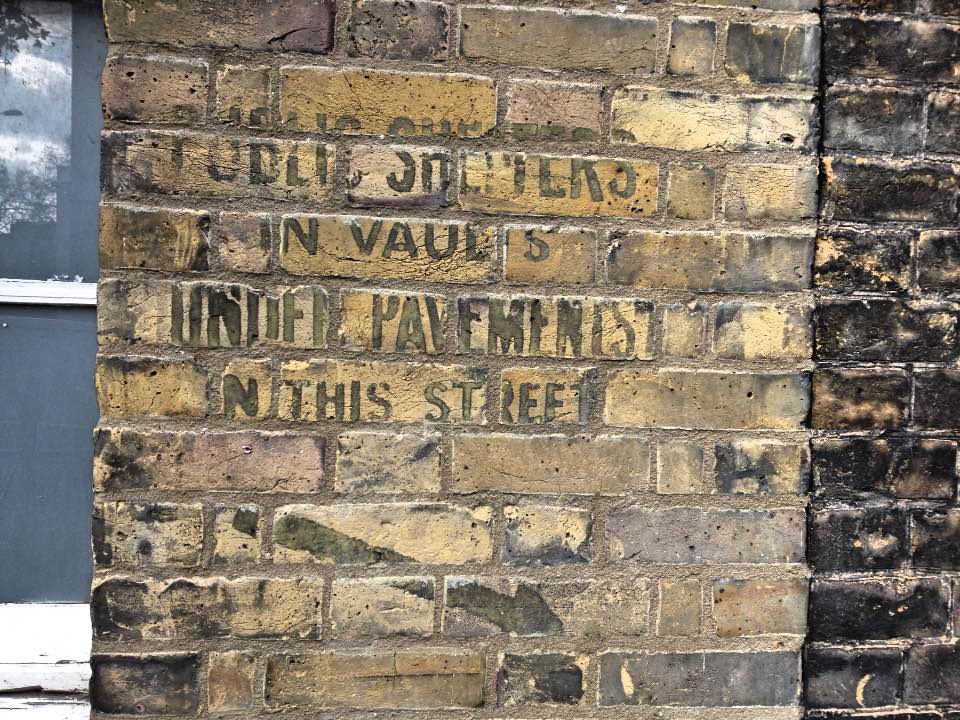 PUBLIC SHELTERS
IN VAULTS
UNDER PAVEMENTS
IN THIS STREET